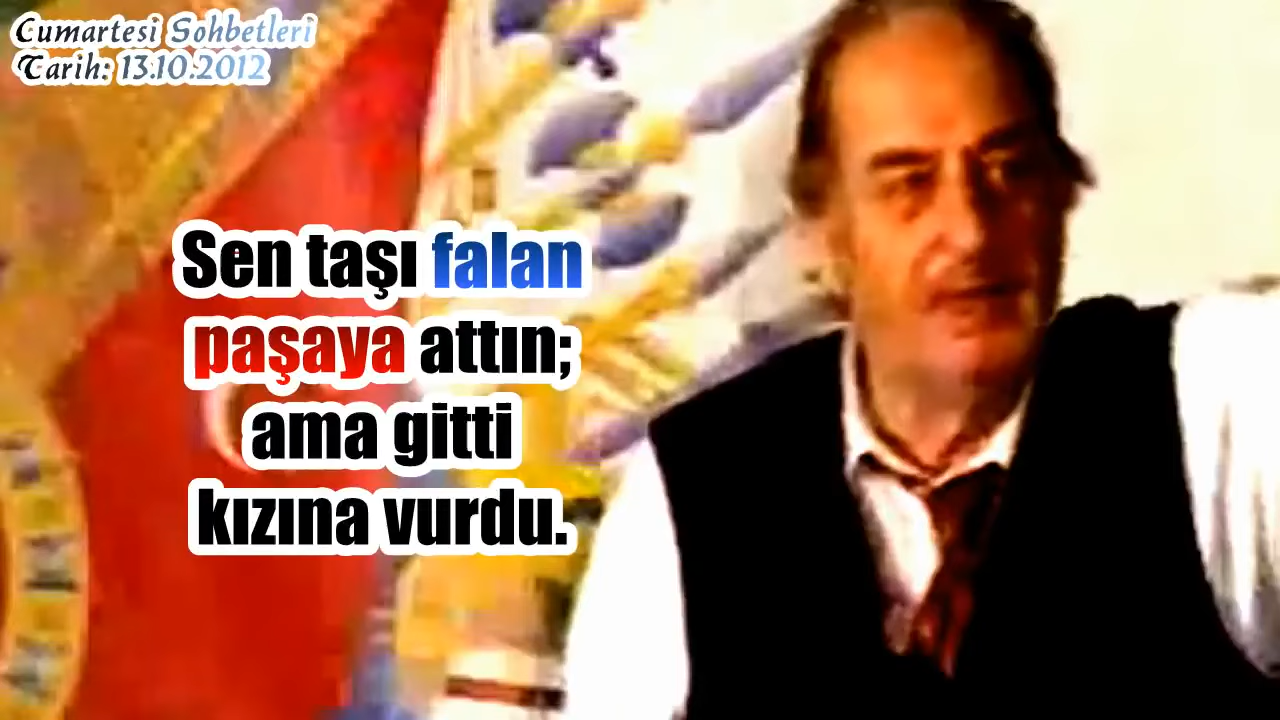 Cumartesi Sohbetleri
Tarih: 13.10.2012
Sen taşı falan
paşaya attın;
ama gitti
kızına vurdu.